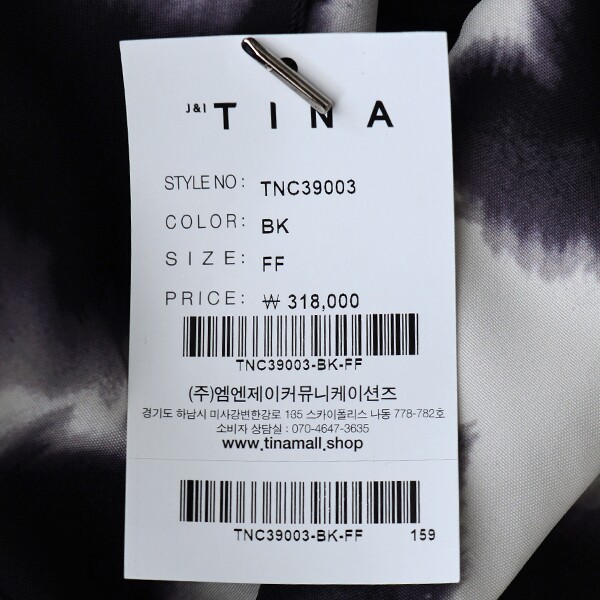 J&I TINA
STYLE NO : TNC39003
COLOR: BK
SIZE: FF
PRICE: ₩ 318,000
TNC39003-BK-FF
(주)엠엔제이커뮤니케이션즈
경기도 하남시 미사강변한강로 185 스카이폴리스 나동 778-782호
소비자 상담실 : 070-4647-3635
www.tinamall.shop
TNC39003-BK-FF 159